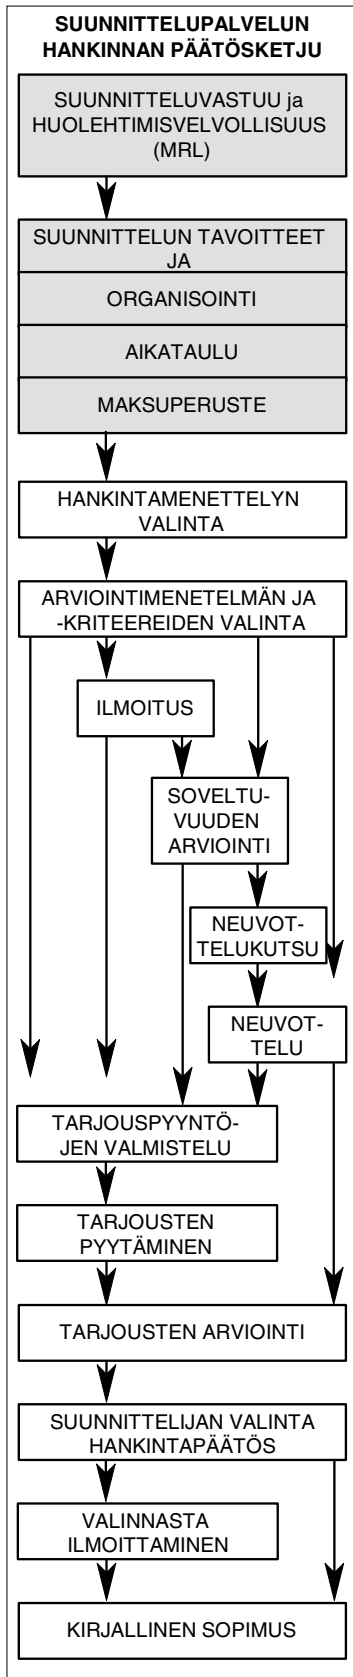 SUUNNITTELUPALVELUN
HANKINNAN PÄÄTÖSKETJU
SUUNNITTELUVASTUU ja
HUOLEHTIMISVELVOLLISUUS
(MRL)
SUUNNITTELUN TAVOITTEET
JA
ORGANISOINTI
AIKATAULU
MAKSUPERUSTE
HANKINTAMENETTELYN
VALINTA
ARVIOINTIMENETELMÄN JA
-KRITEEREIDEN VALINTA
ILMOITUS
SOVELTU-
VUUDEN
ARVIOINTI
NEUVOT-
TELUKUTSU
NEUVOT-
TELU
TARJOUSPYYNTÖ-
JEN VALMISTELU
TARJOUSTEN
PYYTÄMINEN
TARJOUSTEN ARVIOINTI
SUUNNITTELIJAN VALINTA
HANKINTAPÄÄTÖS
VALINNASTA
ILMOITTAMINEN
KIRJALLINEN SOPIMUS